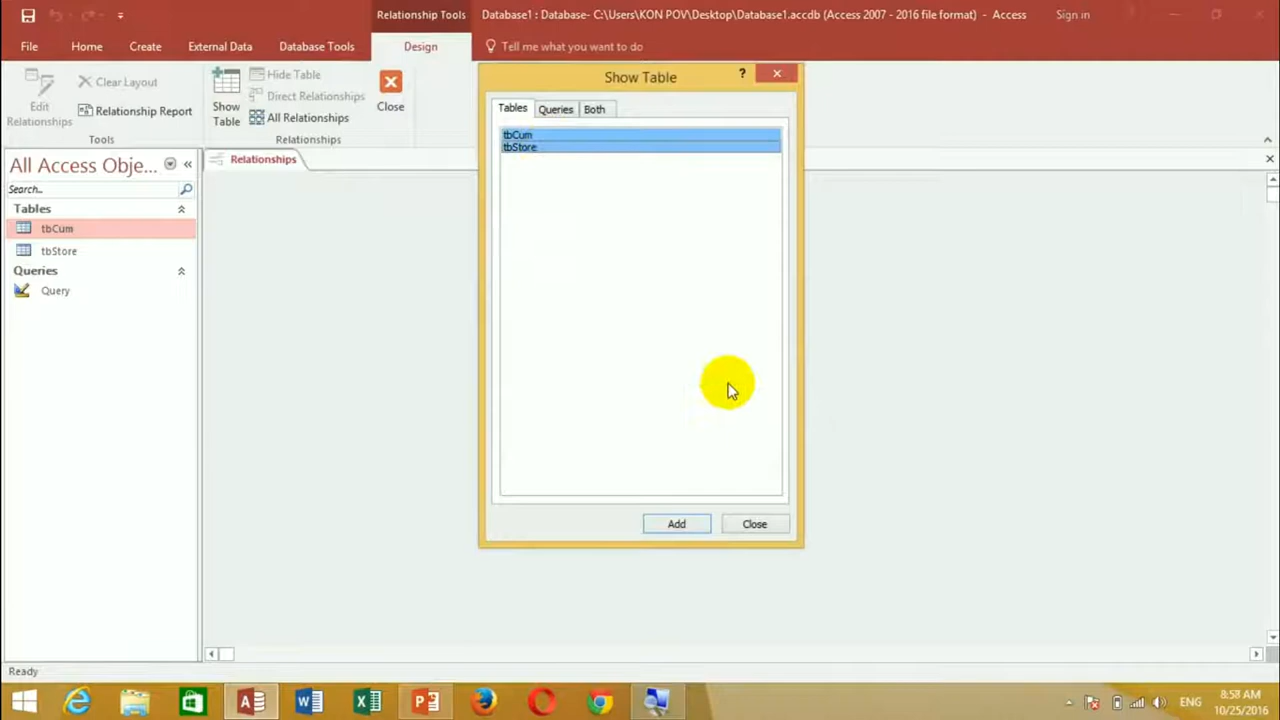 Relationship Tools
Database1 : Database- C:\Users\KON POV\Desktop\Database1.accdb (Access 2007 - 2016 file format) - Access
Sign in
File
Home
Create
External Data
Database Tools
Design
Tell me what you want to do
Edit
Relationships
Clear Layout
Relationship Report
Tools
Show
Table
Hide Table
Direct Relationships
All Relationships
Relationships
Close
Show Table
?
Tables
Queries
Both
tbCum
tbStore
Add
Close
All Access Obje...
Search...
Tables
tbCum
tbStore
Queries
Query
Relationships
Ready
ENG
8:58 AM
10/25/2016